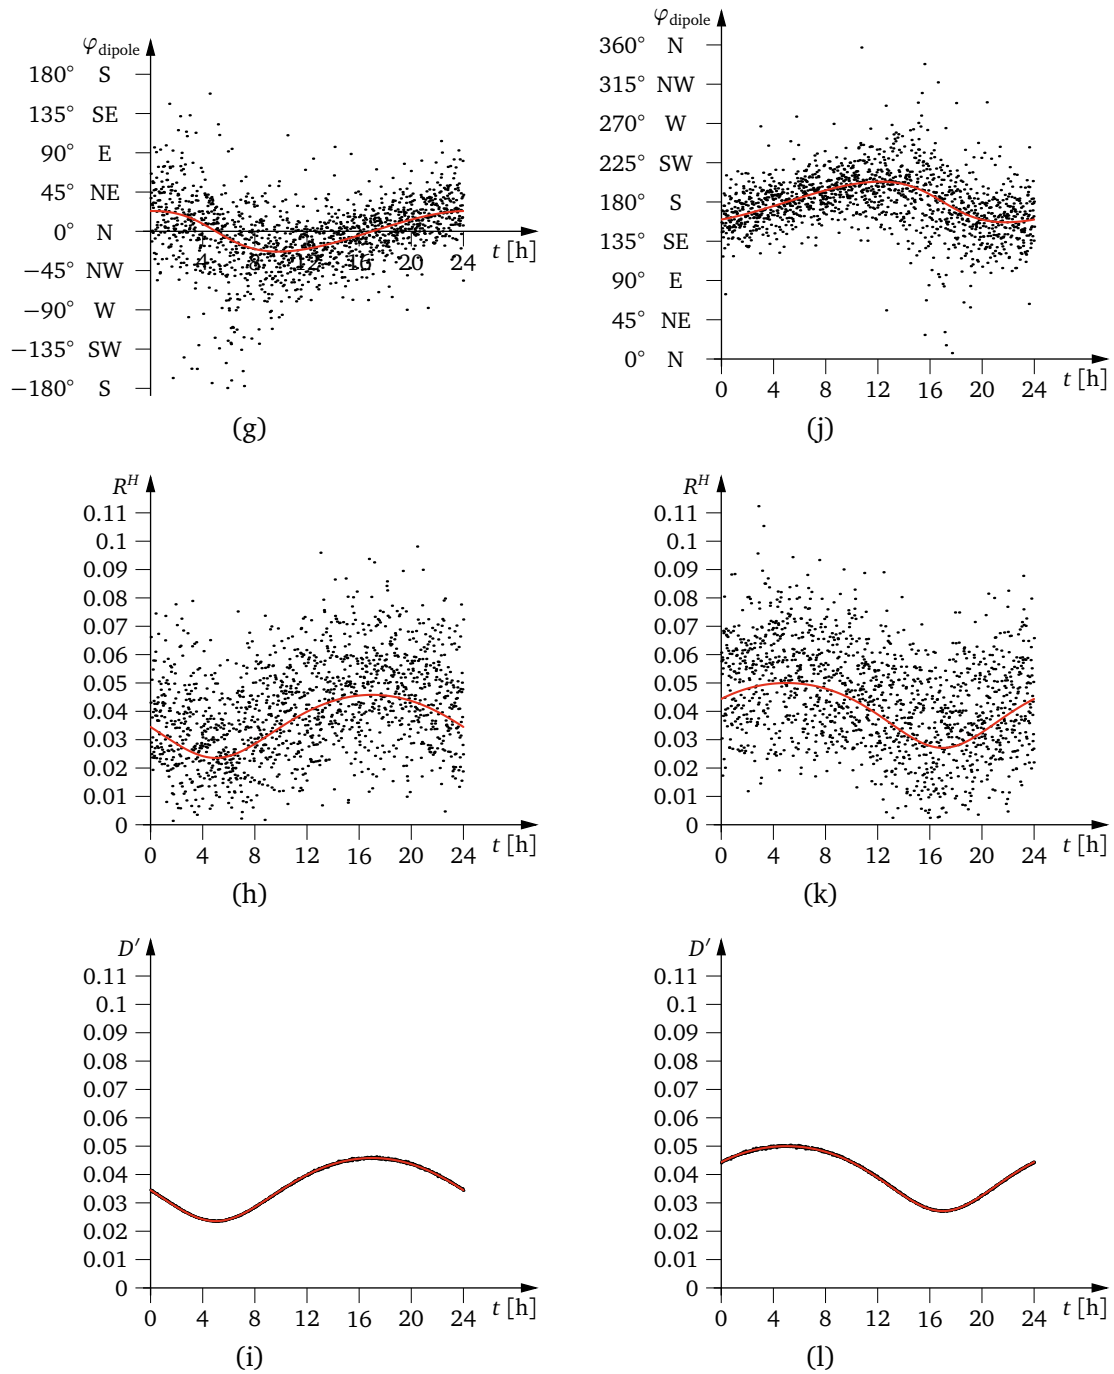 φdipole
180° S
135° SE
90° E
45° NE
0° N
−45° NW
−90° W
−135° SW
−180° S
4 8 12 16 20 24 t [h]
(g)
φdipole
360° N
315° NW
270° W
225° SW
180° S
135° SE
90° E
45° NE
0° N
0 4 8 12 16 20 24 t [h]
(j)
R^H
0.11
0.1
0.09
0.08
0.07
0.06
0.05
0.04
0.03
0.02
0.01
0
0 4 8 12 16 20 24 t [h]
(h)
R^H
0.11
0.1
0.09
0.08
0.07
0.06
0.05
0.04
0.03
0.02
0.01
0
0 4 8 12 16 20 24 t [h]
(k)
D′
0.11
0.1
0.09
0.08
0.07
0.06
0.05
0.04
0.03
0.02
0.01
0
0 4 8 12 16 20 24 t [h]
(i)
D′
0.11
0.1
0.09
0.08
0.07
0.06
0.05
0.04
0.03
0.02
0.01
0
0 4 8 12 16 20 24 t [h]
(l)